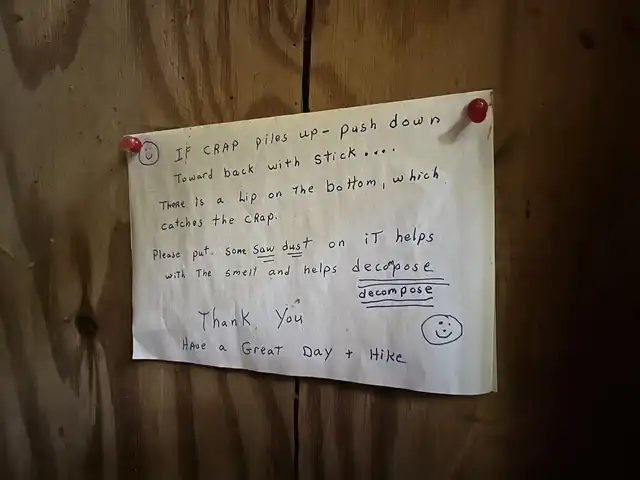 IF CRAP piles up - push down
Toward back with stick....
There is a Lip on the bottom, which
catches the CRAP.
Please put some saw dust on iT helps
with The smell and helps decompose
decompose
Thank You
HAve a Great Day + Hike